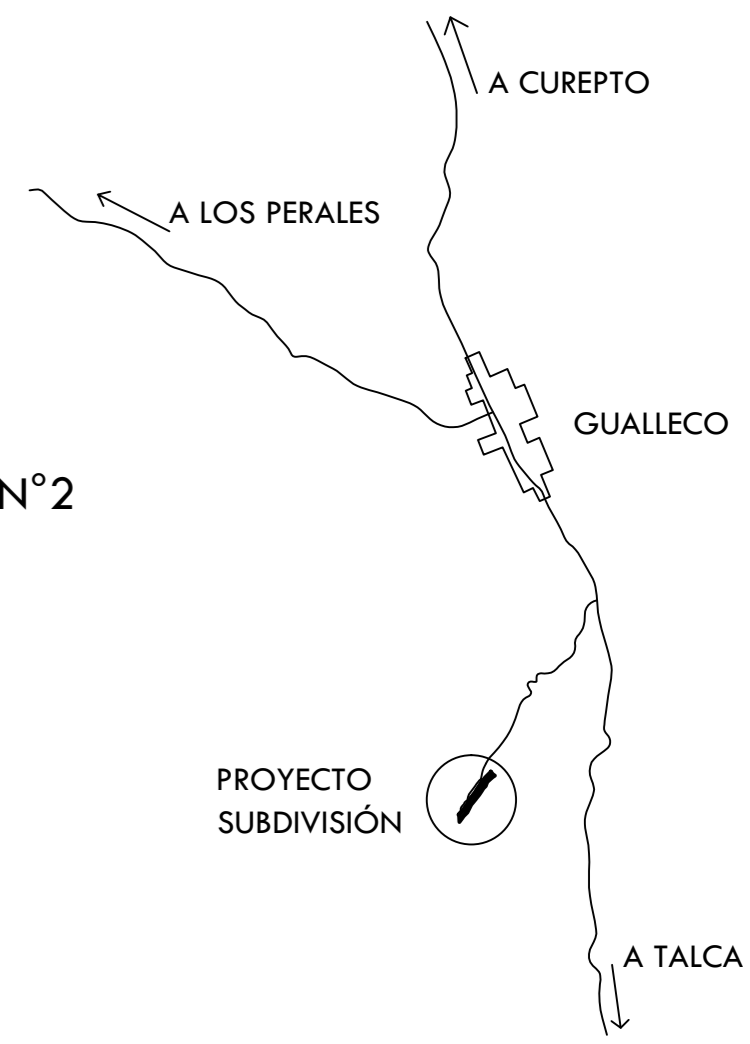 A CUREPTO
A LOS PERALES
GUALLECO
N°2
PROYECTO
SUBDIVISIÓN
A TALCA